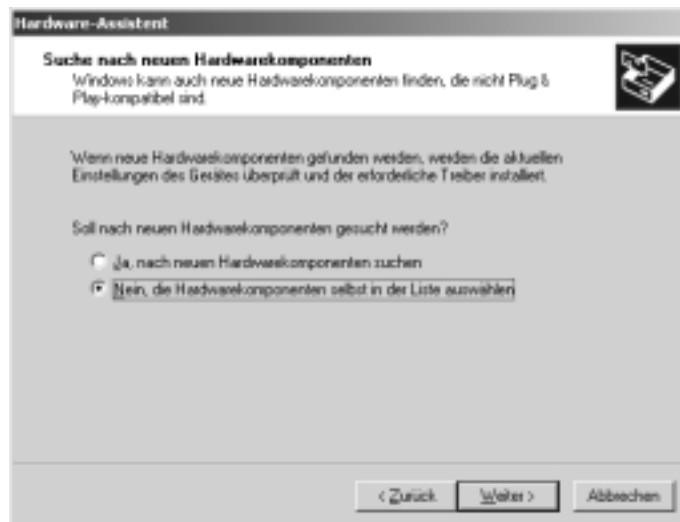 Hardware-Assistent
Suche nach neuen Hardwarekomponenten
Windows kann auch neue Hardwarekomponenten finden, die nicht Plug &
Play-kompatibel sind.
Wenn neue Hardwarekomponenten gefunden werden, werden die aktuellen
Einstellungen des Gerätes überprüft und der erforderliche Treiber installiert.
Soll nach neuen Hardwarekomponenten gesucht werden?
Ja, nach neuen Hardwarekomponenten suchen
Nein, die Hardwarekomponenten selbst in der Liste auswählen
< Zurück
Weiter >
Abbrechen